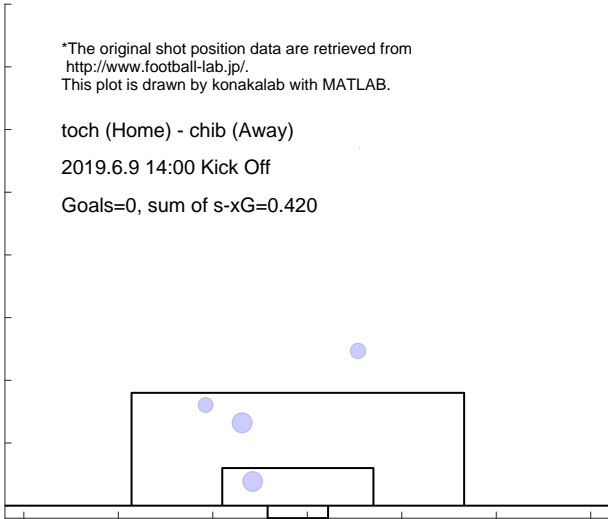 *The original shot position data are retrieved from
http://www.football-lab.jp/.
This plot is drawn by konakalab with MATLAB.
toch (Home) - chib (Away)
2019.6.9 14:00 Kick Off
Goals=0, sum of s-xG=0.420